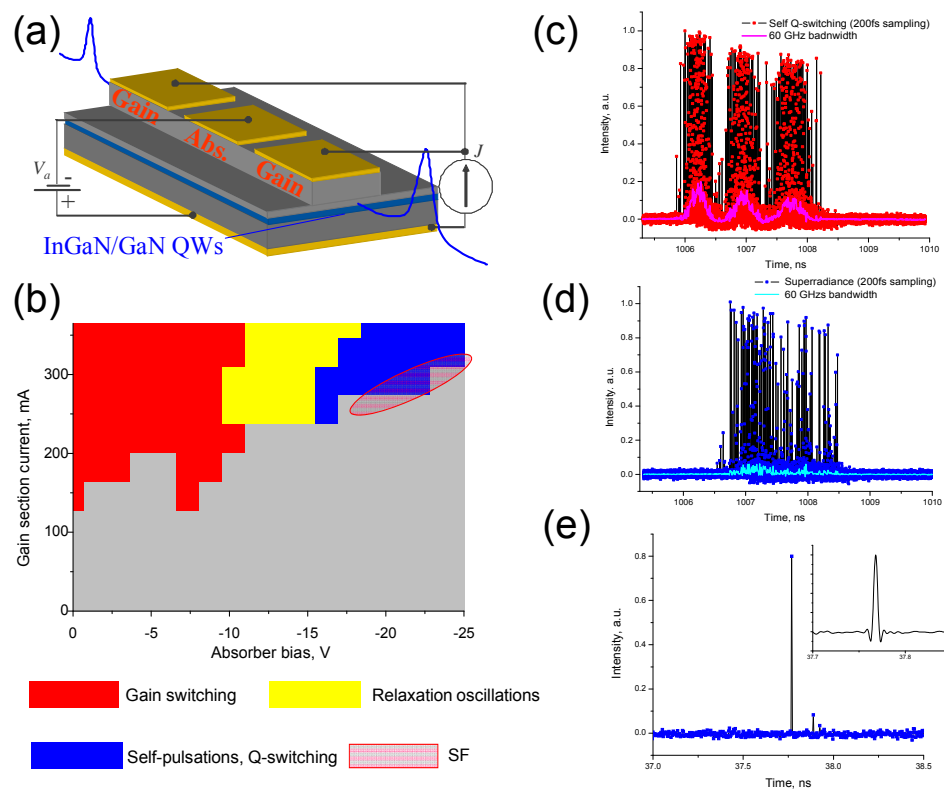 (a)
Gain
Abs.
Gain
J
Va
-
+
InGaN/GaN QWs
(b)
Gain section current, mA
300
200
100
0
0 -5 -10 -15 -20 -25
Absorber bias, V
Gain switching
Relaxation oscillations
Self-pulsations, Q-switching
SF
(c)
Self Q-switching (200fs sampling)
60 GHz badnwidth
Intensity, a.u.
1.0
0.8
0.6
0.4
0.2
0.0
1006 1007 1008 1009 1010
Time, ns
(d)
Superradiance (200fs sampling)
60 GHzs bandwidth
Intensity, a.u.
1.0
0.8
0.6
0.4
0.2
0.0
1006 1007 1008 1009 1010
Time, ns
(e)
Intensity, a.u.
0.8
0.6
0.4
0.2
0.0
37.0 37.5 38.0 38.5
Time, ns
37.7 37.8